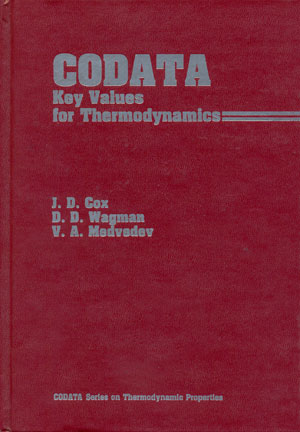 CODATA
Key Values
for Thermodynamics
J. D. Cox
D. D. Wagman
V. A. Medvedev
CODATA Series on Thermodynamic Properties